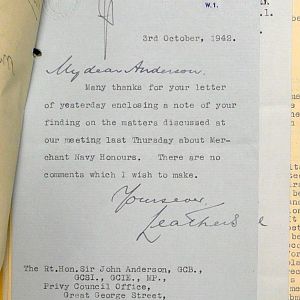 W.1.
3rd October, 1942.
My dear Anderson.
Many thanks for your letter
of yesterday enclosing a note of your
finding on the matters discussed at
our meeting last Thursday about Mer-
chant Navy Honours. There are no
comments which I wish to make.
Yours ever,
Leathers
The Rt.Hon.Sir John Anderson, GCB.,
GCSI., GCIE., MP.,
Privy Council Office,
Great George Street,